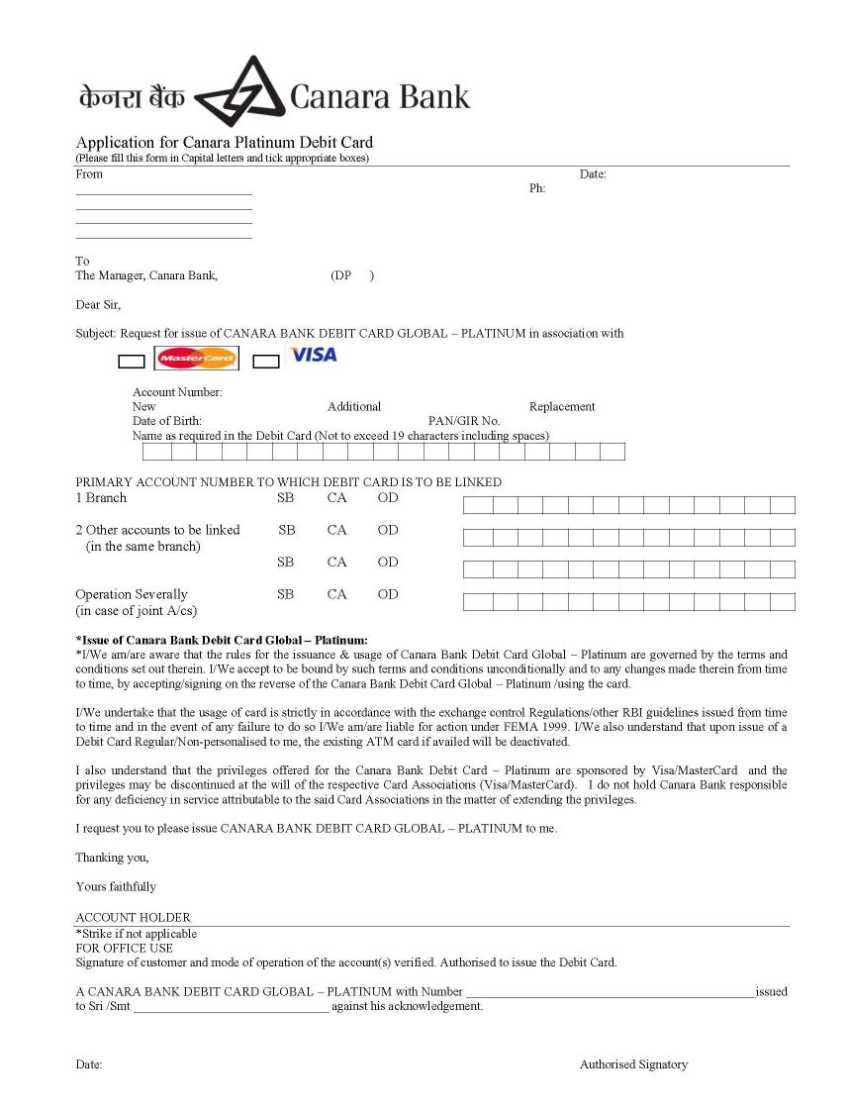 केनरा बैंक Canara Bank
Application for Canara Platinum Debit Card
(Please fill this form in Capital letters and tick appropriate boxes)
From Date:
Ph:
To
The Manager, Canara Bank, (DP )
Dear Sir,
Subject: Request for issue of CANARA BANK DEBIT CARD GLOBAL – PLATINUM in association with
MasterCard VISA
Account Number:
New Additional Replacement
Date of Birth: PAN/GIR No.
Name as required in the Debit Card (Not to exceed 19 characters including spaces)
PRIMARY ACCOUNT NUMBER TO WHICH DEBIT CARD IS TO BE LINKED
1 Branch SB CA OD
2 Other accounts to be linked SB CA OD
(in the same branch)
SB CA OD
Operation Severally SB CA OD
(in case of joint A/cs)
*Issue of Canara Bank Debit Card Global – Platinum:
*I/We am/are aware that the rules for the issuance & usage of Canara Bank Debit Card Global – Platinum are governed by the terms and
conditions set out therein. I/We accept to be bound by such terms and conditions unconditionally and to any changes made therein from time
to time, by accepting/signing on the reverse of the Canara Bank Debit Card Global – Platinum /using the card.
I/We undertake that the usage of card is strictly in accordance with the exchange control Regulations/other RBI guidelines issued from time
to time and in the event of any failure to do so I/We am/are liable for action under FEMA 1999. I/We also understand that upon issue of a
Debit Card Regular/Non-personalised to me, the existing ATM card if availed will be deactivated.
I also understand that the privileges offered for the Canara Bank Debit Card – Platinum are sponsored by Visa/MasterCard and the
privileges may be discontinued at the will of the respective Card Associations (Visa/MasterCard). I do not hold Canara Bank responsible
for any deficiency in service attributable to the said Card Associations in the matter of extending the privileges.
I request you to please issue CANARA BANK DEBIT CARD GLOBAL – PLATINUM to me.
Thanking you,
Yours faithfully
ACCOUNT HOLDER
*Strike if not applicable
FOR OFFICE USE
Signature of customer and mode of operation of the account(s) verified. Authorised to issue the Debit Card.
A CANARA BANK DEBIT CARD GLOBAL – PLATINUM with Number issued
to Sri /Smt against his acknowledgement.
Date: Authorised Signatory